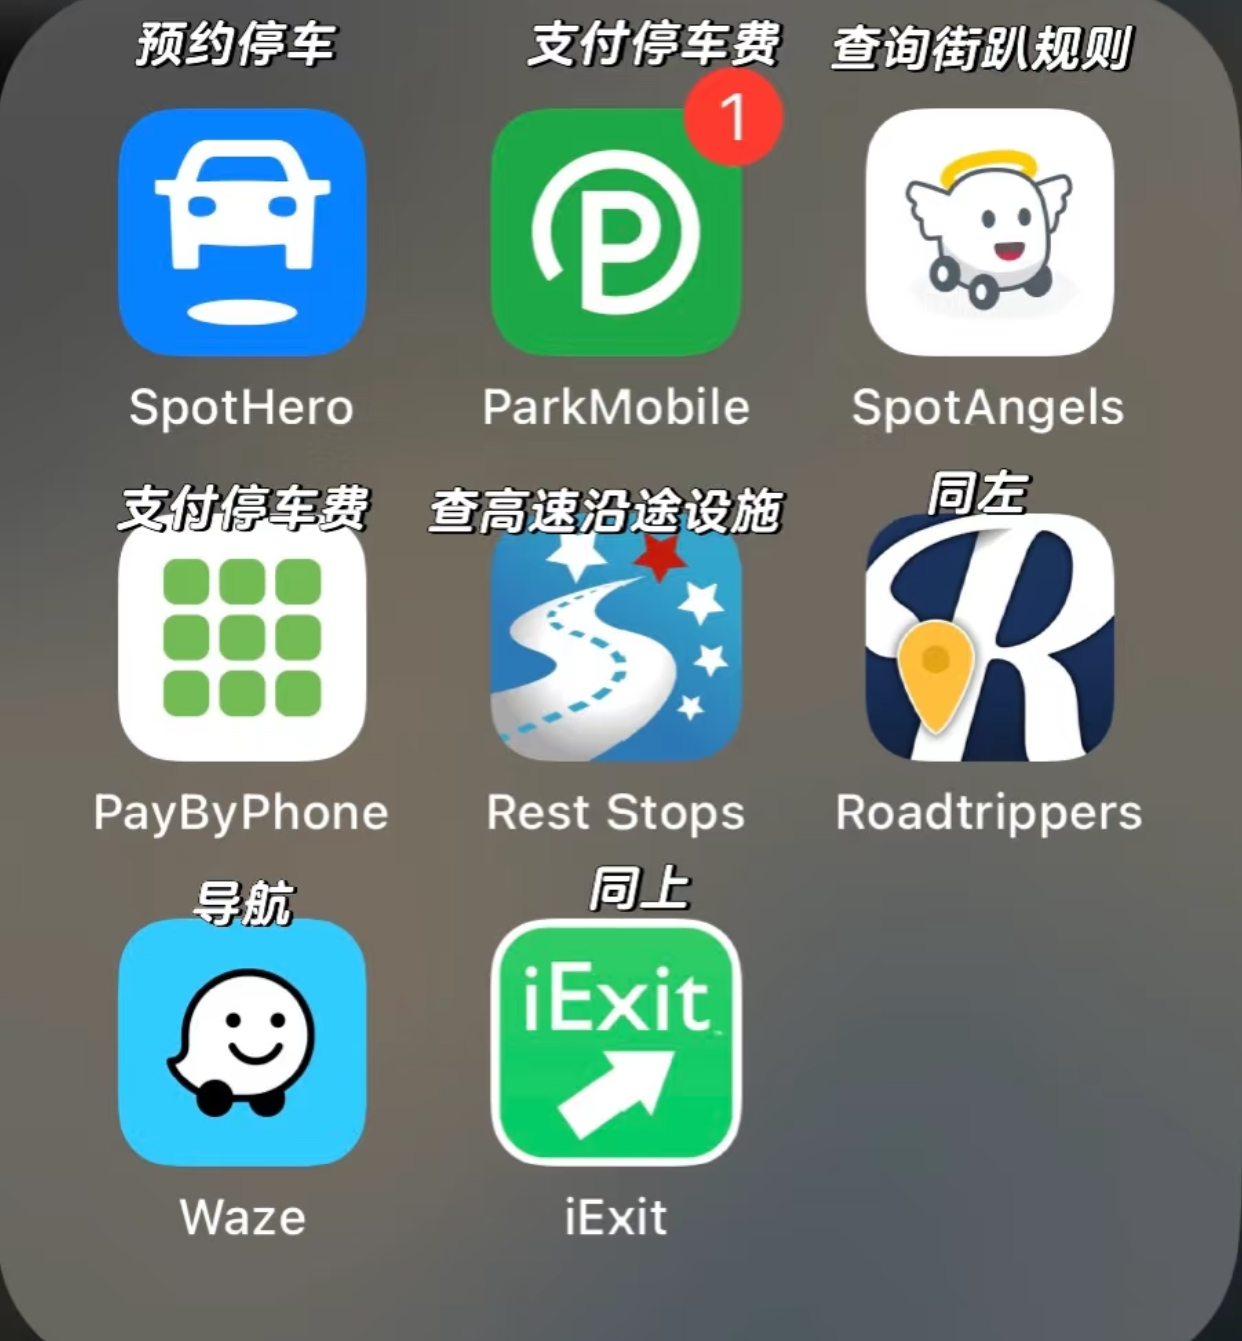 预约停车
支付停车费
查询街趴规则
1
P
SpotHero
ParkMobile
SpotAngels
支付停车费
查高速沿途设施
同左
R
PayByPhone
Rest Stops
Roadtrippers
导航
同上
iExit
Waze
iExit